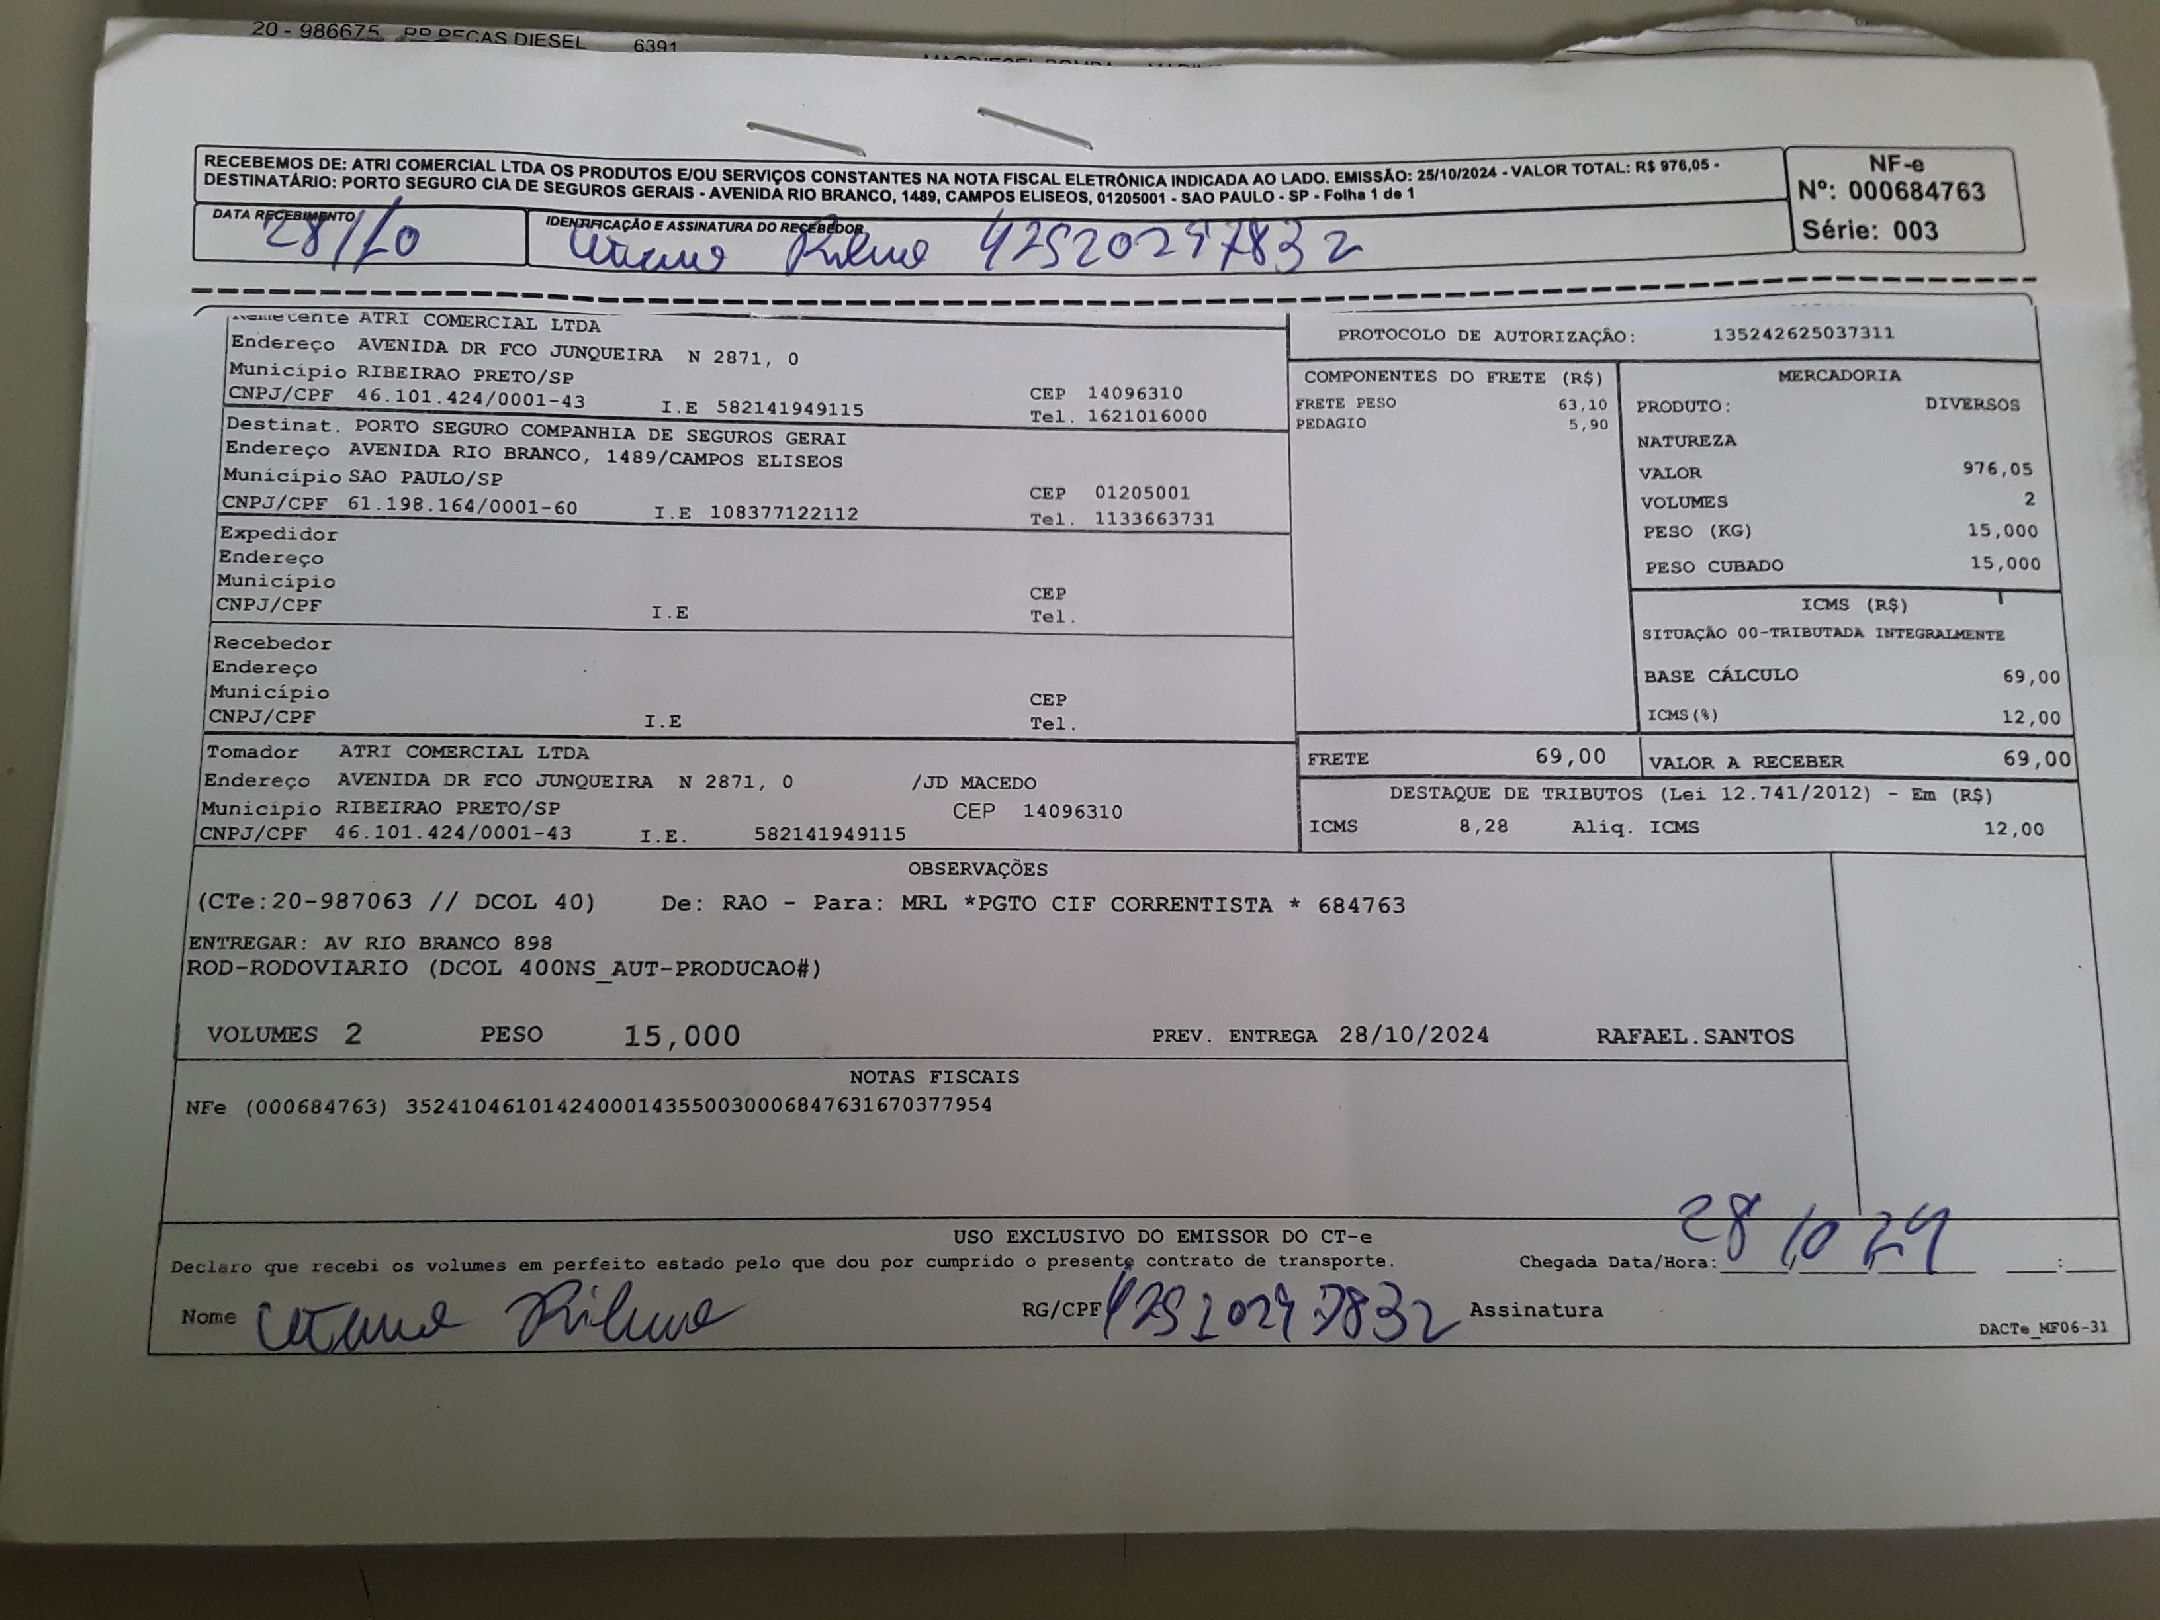 20 - 986675 PP PECAS DIESEL 6391
RECEBEMOS DE: ATRI COMERCIAL LTDA OS PRODUTOS E/OU SERVIÇOS CONSTANTES NA NOTA FISCAL ELETRÔNICA INDICADA AO LADO. EMISSÃO: 25/10/2024 - VALOR TOTAL: R$ 976,05 -
DESTINATÁRIO: PORTO SEGURO CIA DE SEGUROS GERAIS - AVENIDA RIO BRANCO, 1489, CAMPOS ELISEOS, 01205001 - SAO PAULO - SP - Folha 1 de 1
NF-e
Nº: 000684763
Série: 003
DATA RECEBIMENTO
28/10
IDENTIFICAÇÃO E ASSINATURA DO RECEBEDOR
Remetente ATRI COMERCIAL LTDA
Endereço AVENIDA DR FCO JUNQUEIRA N 2871, 0
Município RIBEIRAO PRETO/SP
CEP 14096310
CNPJ/CPF 46.101.424/0001-43 I.E 582141949115 Tel. 1621016000
Destinat. PORTO SEGURO COMPANHIA DE SEGUROS GERAI
Endereço AVENIDA RIO BRANCO, 1489/CAMPOS ELISEOS
Município SAO PAULO/SP CEP 01205001
CNPJ/CPF 61.198.164/0001-60 I.E 108377122112 Tel. 1133663731
Expedidor
Endereço
Município CEP
CNPJ/CPF I.E Tel.
Recebedor
Endereço
Município CEP
CNPJ/CPF I.E Tel.
Tomador ATRI COMERCIAL LTDA
Endereço AVENIDA DR FCO JUNQUEIRA N 2871, 0 /JD MACEDO
Município RIBEIRAO PRETO/SP CEP 14096310
CNPJ/CPF 46.101.424/0001-43 I.E. 582141949115
PROTOCOLO DE AUTORIZAÇÃO: 135242625037311
COMPONENTES DO FRETE (R$)
FRETE PESO 63,10
PEDAGIO 5,90
MERCADORIA
PRODUTO: DIVERSOS
NATUREZA
VALOR 976,05
VOLUMES 2
PESO (KG) 15,000
PESO CUBADO 15,000
ICMS (R$)
SITUAÇÃO 00-TRIBUTADA INTEGRALMENTE
BASE CÁLCULO 69,00
ICMS(%) 12,00
FRETE 69,00 VALOR A RECEBER 69,00
DESTAQUE DE TRIBUTOS (Lei 12.741/2012) - Em (R$)
ICMS 8,28 Aliq. ICMS 12,00
OBSERVAÇÕES
(CTe:20-987063 // DCOL 40) De: RAO - Para: MRL *PGTO CIF CORRENTISTA * 684763
ENTREGAR: AV RIO BRANCO 898
ROD-RODOVIARIO (DCOL 400NS_AUT-PRODUCAO#)
VOLUMES 2 PESO 15,000 PREV. ENTREGA 28/10/2024 RAFAEL.SANTOS
NOTAS FISCAIS
NFe (000684763) 35241046101424000143550030006847631670377954
USO EXCLUSIVO DO EMISSOR DO CT-e
Declaro que recebi os volumes em perfeito estado pelo que dou por cumprido o presente contrato de transporte. Chegada Data/Hora: 28 10 24 :
Nome RG/CPF Assinatura
DACTe_MF06-31